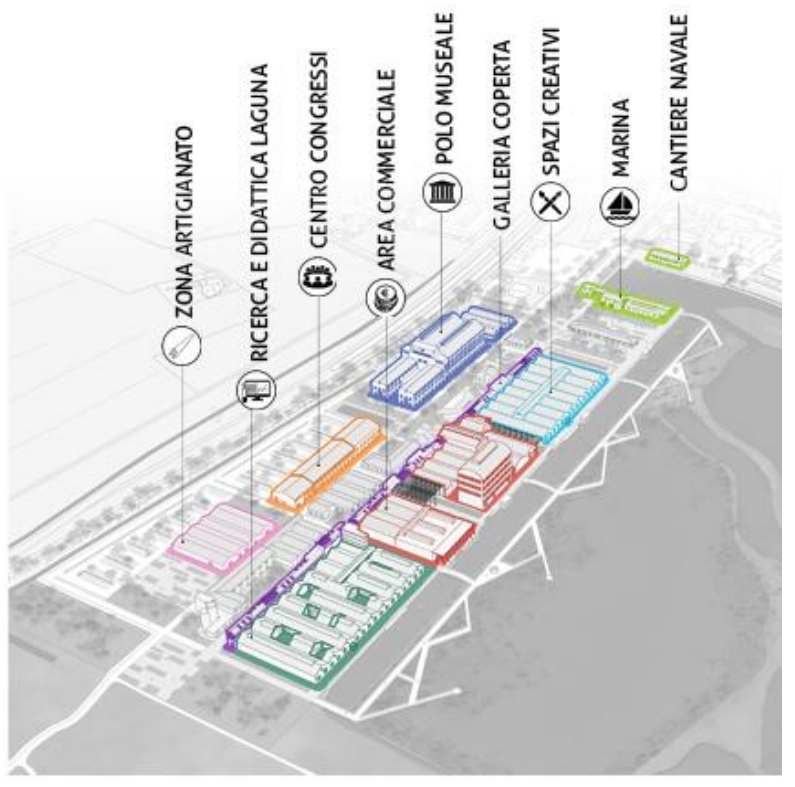 ZONA ARTIGIANATO
RICERCA E DIDATTICA LAGUNA
CENTRO CONGRESSI
AREA COMMERCIALE
POLO MUSEALE
GALLERIA COPERTA
SPAZI CREATIVI
MARINA
CANTIERE NAVALE